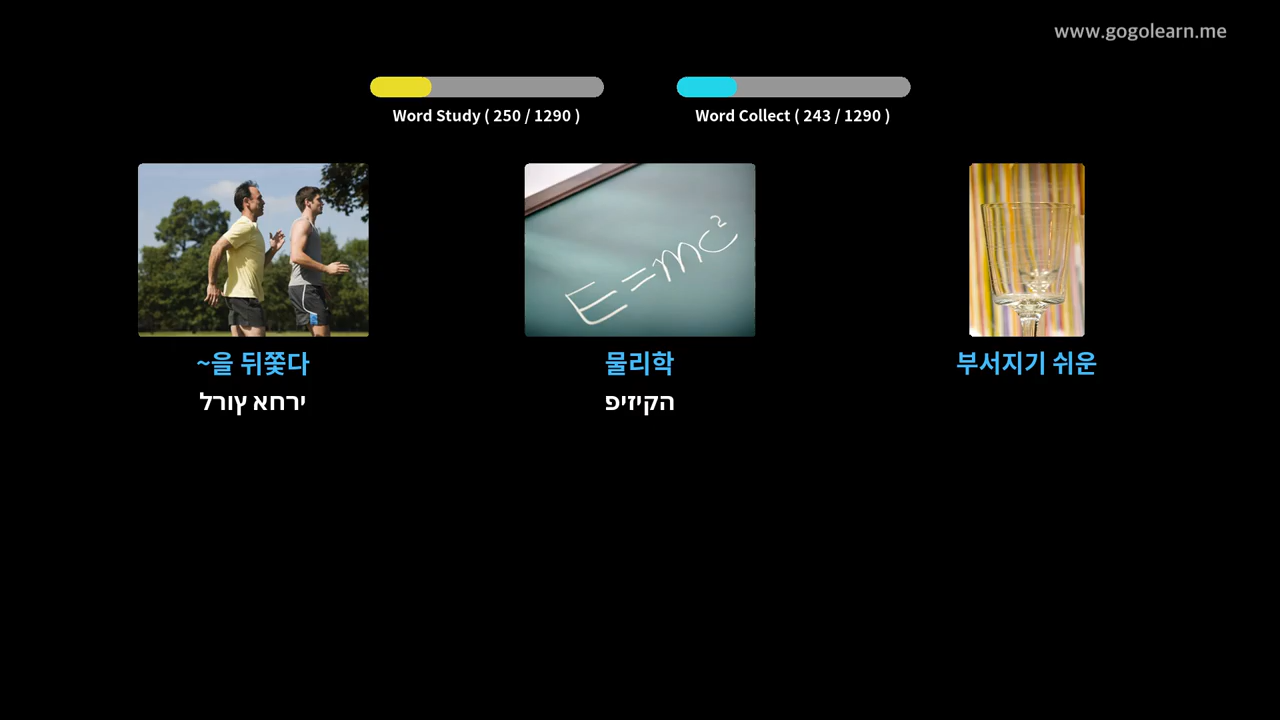 www.gogolearn.me
Word Study ( 250 / 1290 )
Word Collect ( 243 / 1290 )
E=mc²
~을 뒤쫓다
לרוץ אחרי
물리학
פיזיקה
부서지기 쉬운